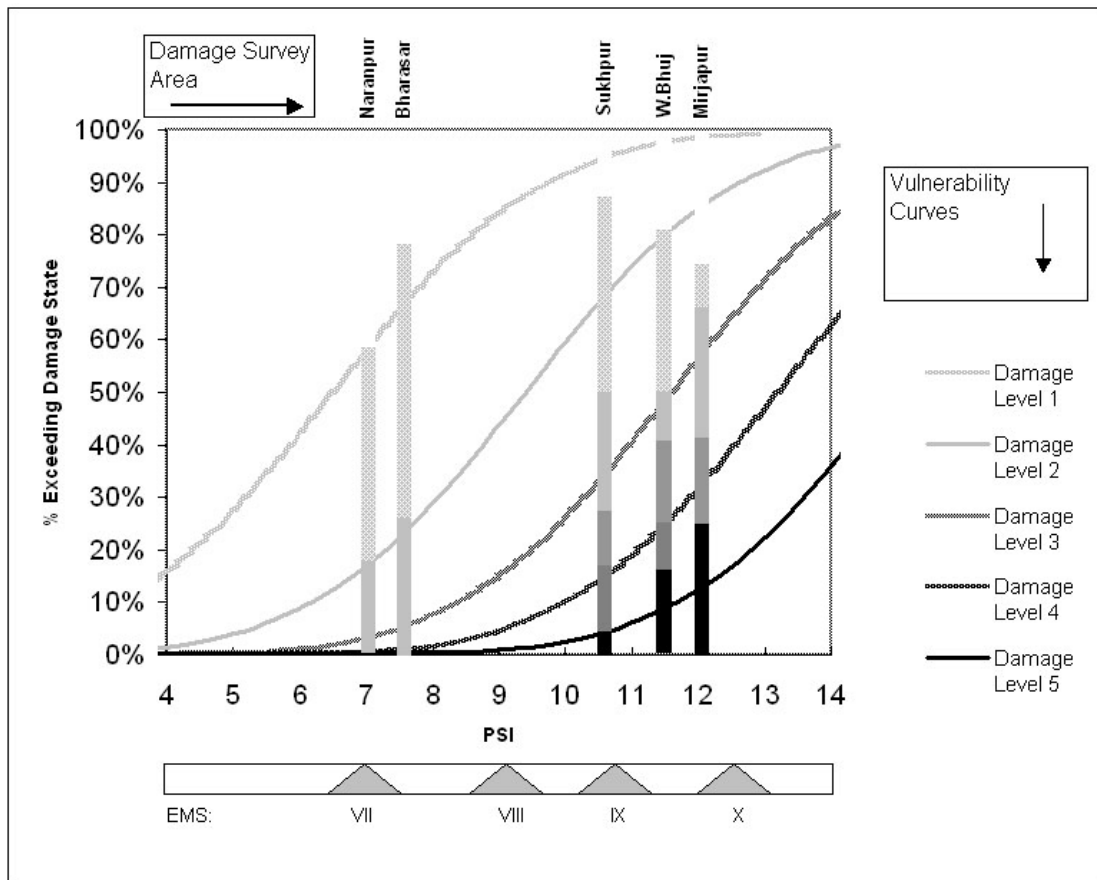 Damage Survey
Area
Naranpur
Bharasar
Sukhpur
W.Bhuj
Mirjapur
% Exceeding Damage State
100%
90%
80%
70%
60%
50%
40%
30%
20%
10%
0%
4 5 6 7 8 9 10 11 12 13 14
PSI
EMS: VII VIII IX X
Vulnerability
Curves
Damage
Level 1
Damage
Level 2
Damage
Level 3
Damage
Level 4
Damage
Level 5